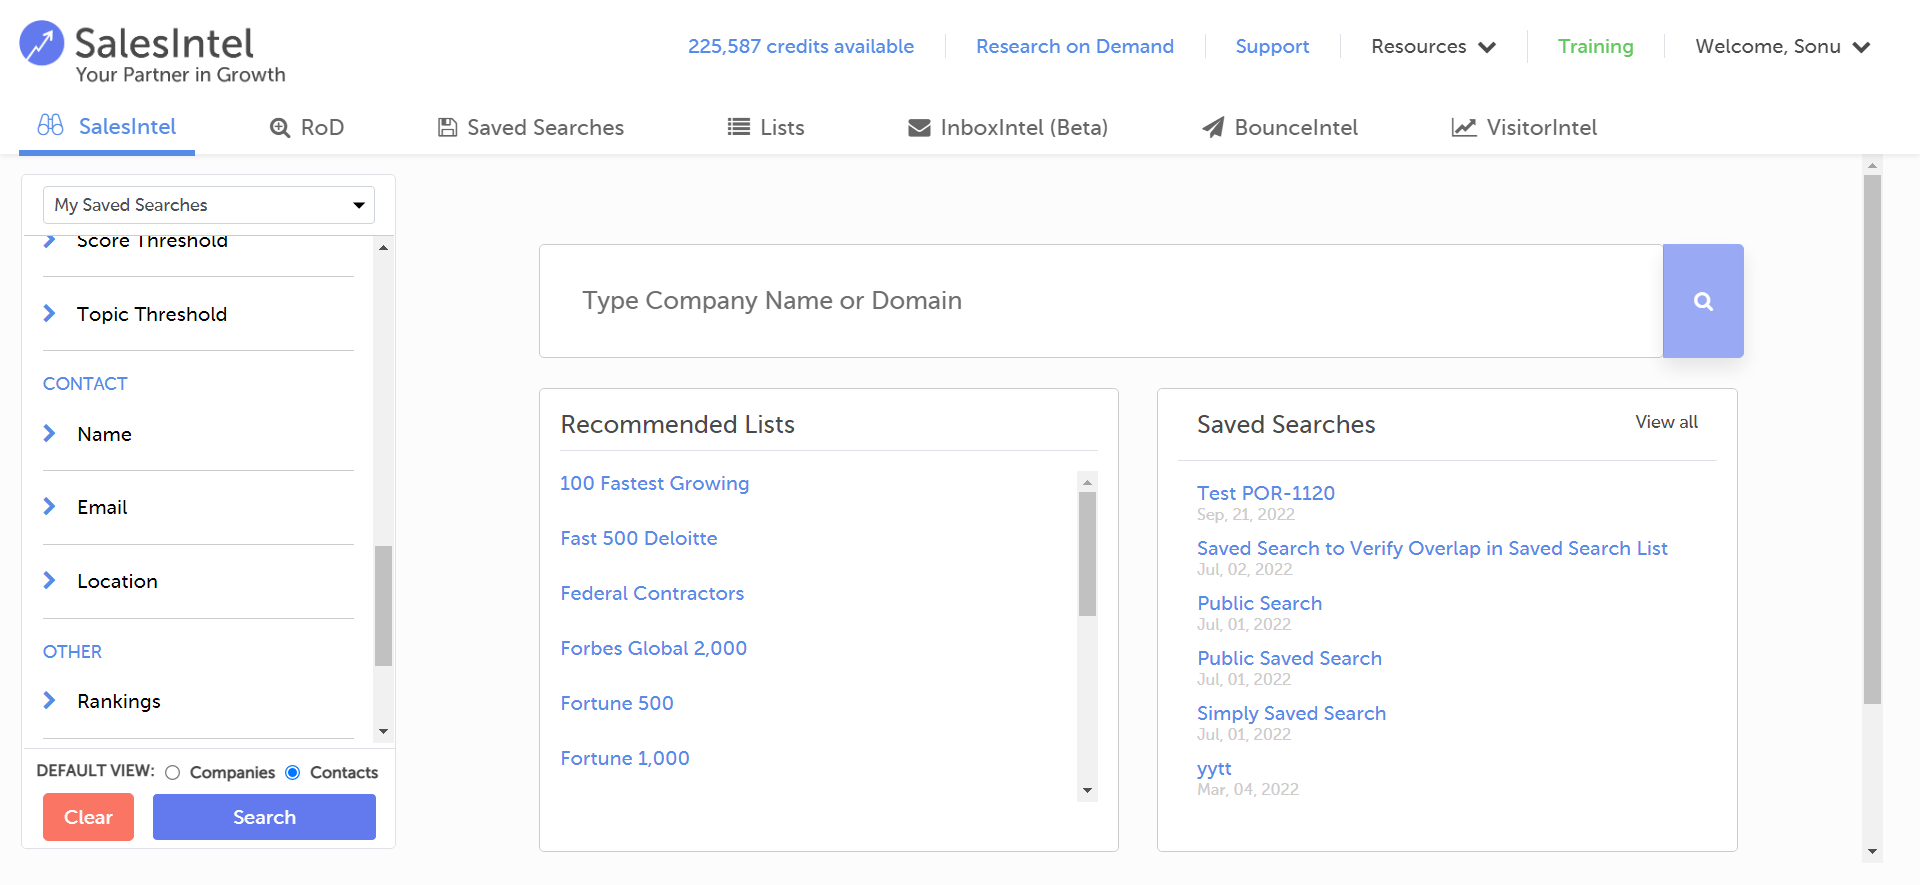 SalesIntel
Your Partner in Growth
225,587 credits available
Research on Demand
Support
Resources
Training
Welcome, Sonu
SalesIntel
RoD
Saved Searches
Lists
InboxIntel (Beta)
BounceIntel
VisitorIntel
My Saved Searches
Score Threshold
Topic Threshold
CONTACT
Name
Email
Location
OTHER
Rankings
DEFAULT VIEW: Companies Contacts
Clear
Search
Type Company Name or Domain
Recommended Lists
100 Fastest Growing
Fast 500 Deloitte
Federal Contractors
Forbes Global 2,000
Fortune 500
Fortune 1,000
Saved Searches
View all
Test POR-1120
Sep, 21, 2022
Saved Search to Verify Overlap in Saved Search List
Jul, 02, 2022
Public Search
Jul, 01, 2022
Public Saved Search
Jul, 01, 2022
Simply Saved Search
Jul, 01, 2022
yytt
Mar, 04, 2022